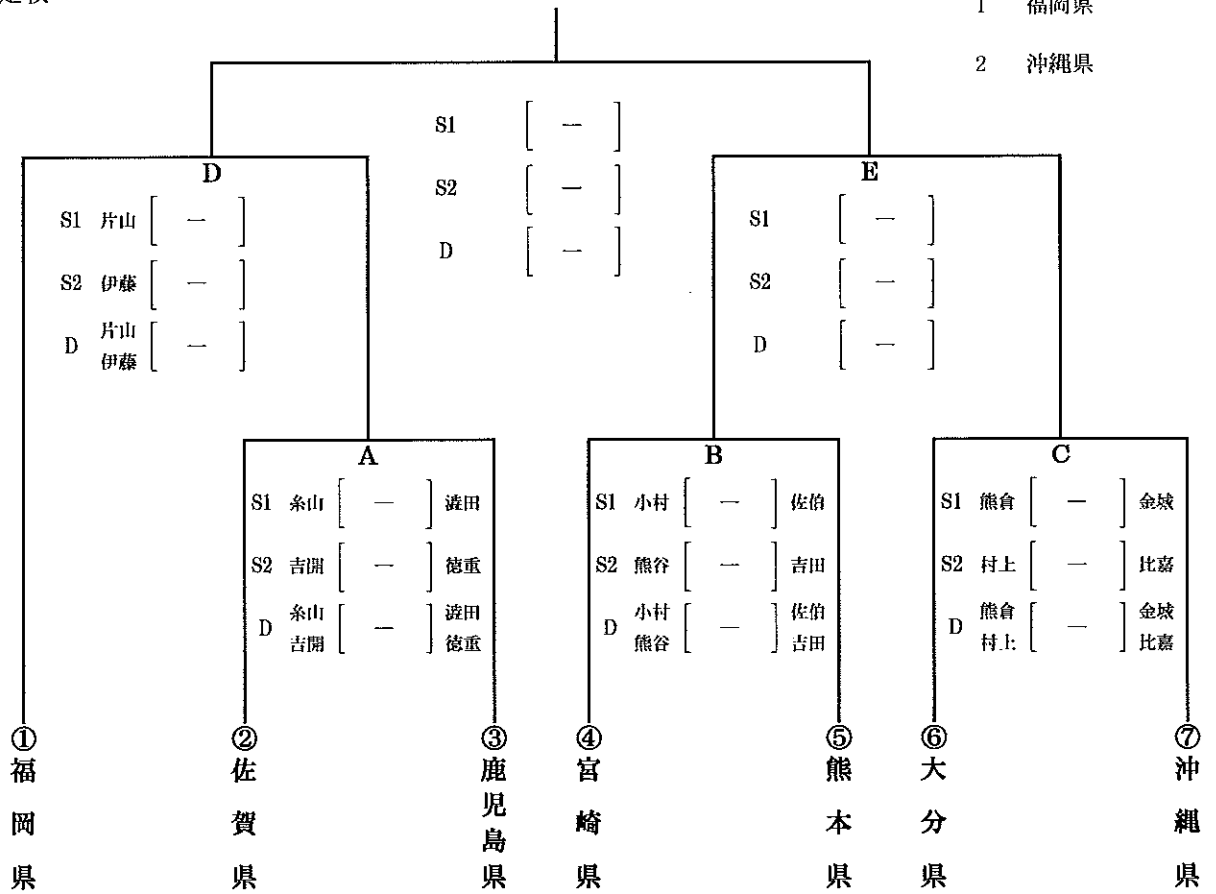 1 福岡県
2 沖縄県
S1 [ — ]
S2 [ — ]
D [ — ]
D
S1 片山 [ — ]
S2 伊藤 [ — ]
D 片山 伊藤 [ — ]
E
S1 [ — ]
S2 [ — ]
D [ — ]
A
S1 糸山 [ — ] 澁田
S2 吉開 [ — ] 徳重
D 糸山 吉開 [ — ] 澁田 徳重
B
S1 小村 [ — ] 佐伯
S2 熊谷 [ — ] 吉田
D 小村 熊谷 [ — ] 佐伯 吉田
C
S1 熊倉 [ — ] 金城
S2 村上 [ — ] 比嘉
D 熊倉 村上 [ — ] 金城 比嘉
①福岡県
②佐賀県
③鹿児島県
④宮崎県
⑤熊本県
⑥大分県
⑦沖縄県